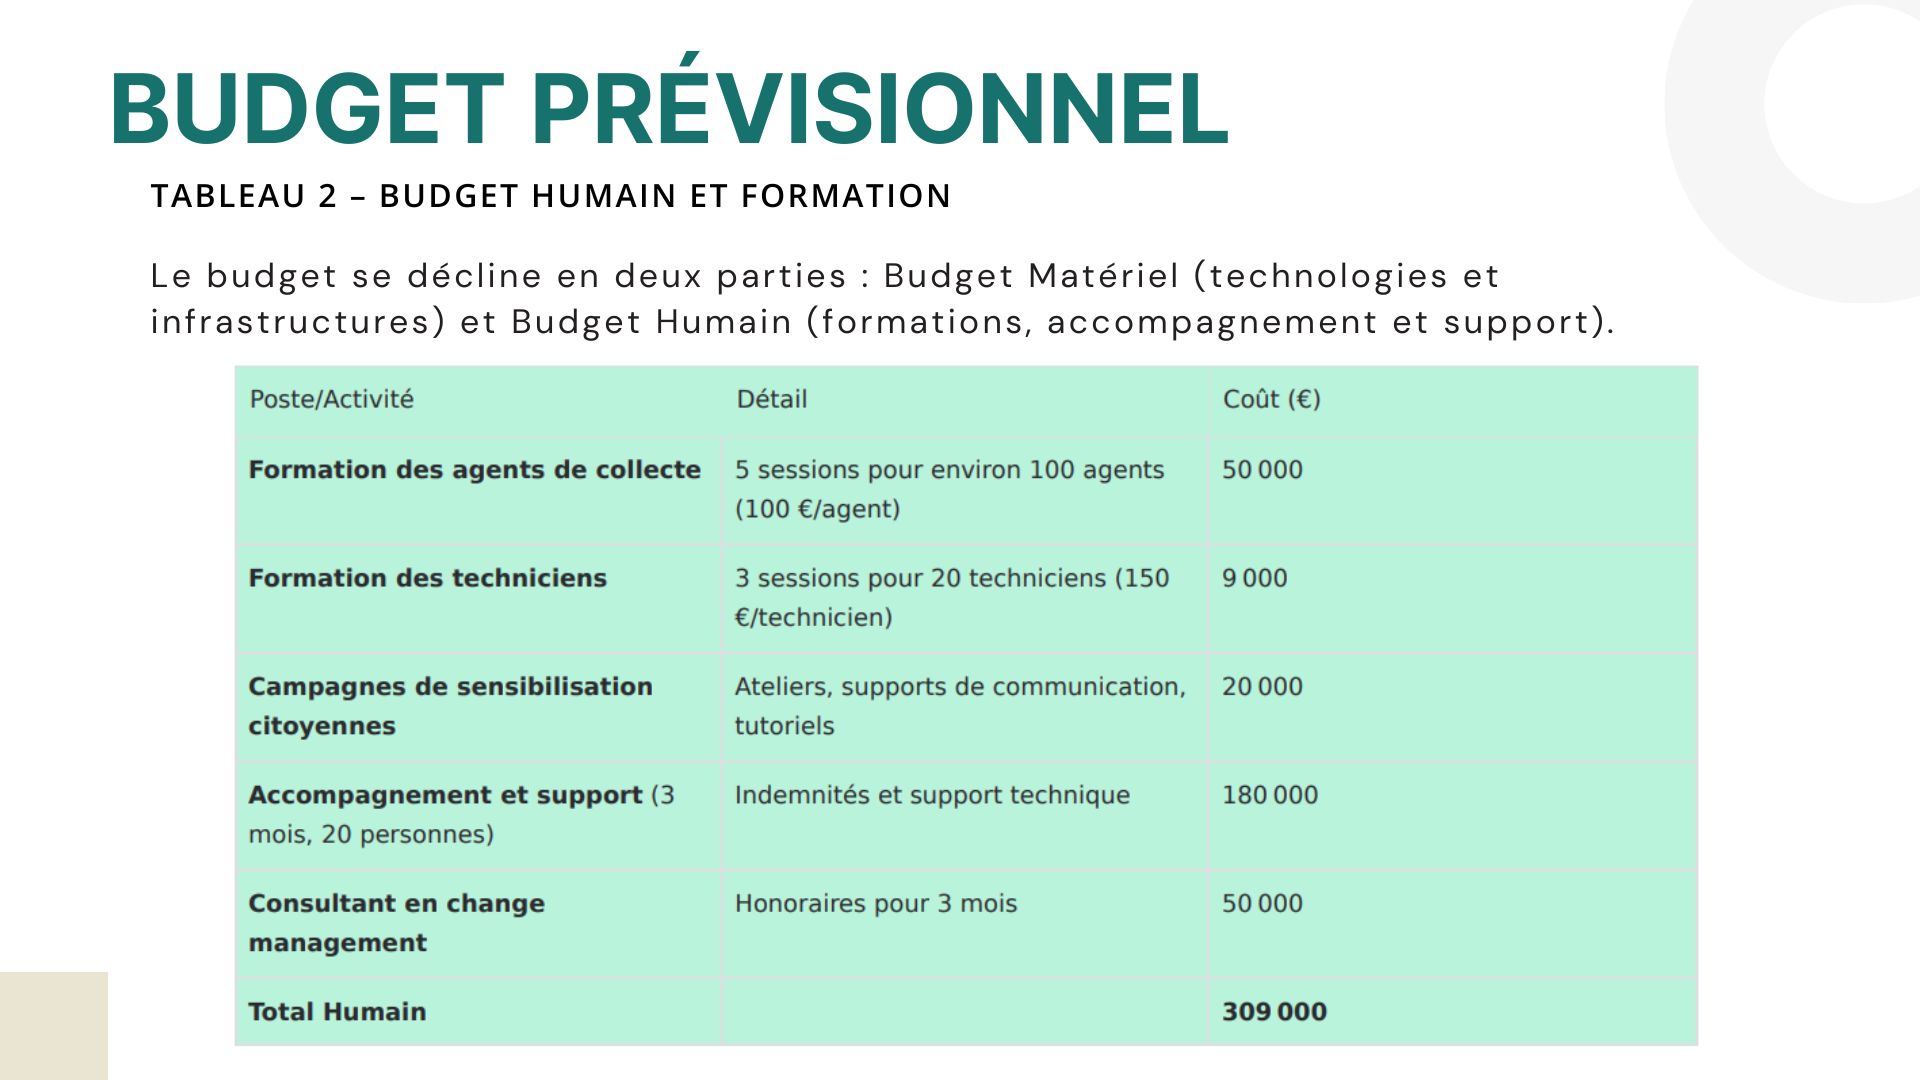 BUDGET PRÉVISIONNEL
TABLEAU 2 – BUDGET HUMAIN ET FORMATION
Le budget se décline en deux parties : Budget Matériel (technologies et
infrastructures) et Budget Humain (formations, accompagnement et support).
Poste/Activité Détail Coût (€)
Formation des agents de collecte 5 sessions pour environ 100 agents 50 000
(100 €/agent)
Formation des techniciens 3 sessions pour 20 techniciens (150 9 000
€/technicien)
Campagnes de sensibilisation Ateliers, supports de communication, 20 000
citoyennes tutoriels
Accompagnement et support (3 Indemnités et support technique 180 000
mois, 20 personnes)
Consultant en change Honoraires pour 3 mois 50 000
management
Total Humain 309 000